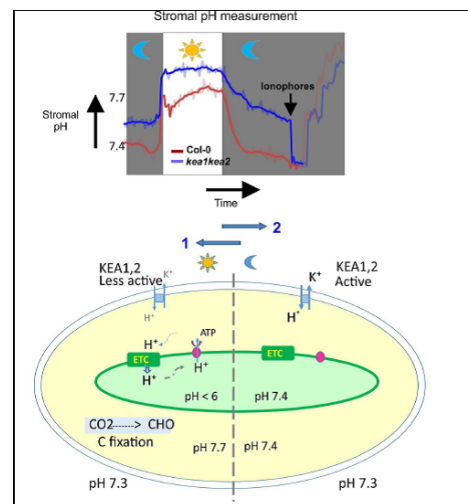 Stromal pH measurement
7.7
Stromal
pH
7.4
Ionophores
Col-0
kea1kea2
Time
2
1
KEA1,2
Less active
K+
H+
KEA1,2
Active
K+
H+
ATP
H+
ETC
H+
H+
ETC
pH < 6
pH 7.4
CO2------> CHO
C fixation
pH 7.7
pH 7.4
pH 7.3
pH 7.3